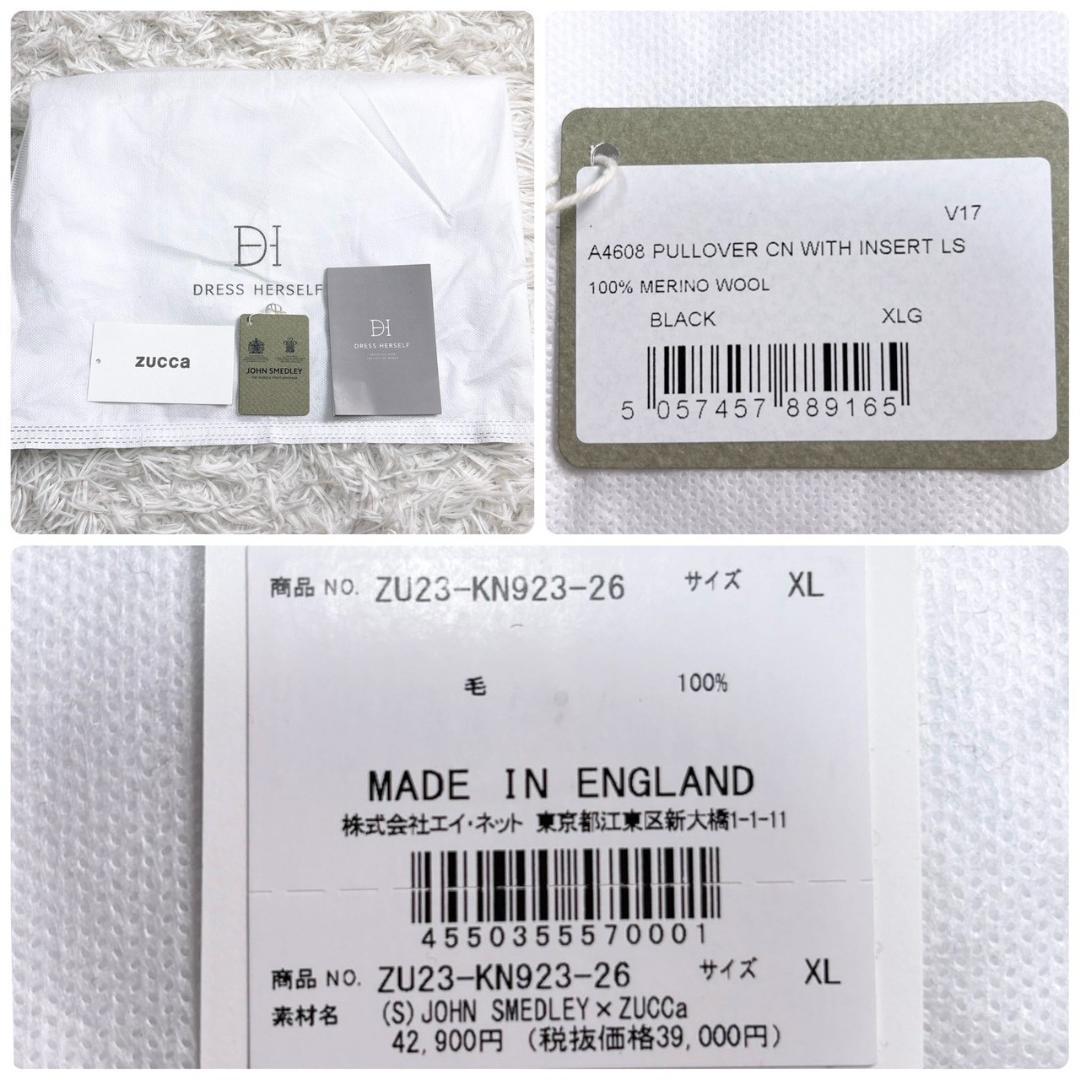 DH
DRESS HERSELF
zucca
JOHN SMEDLEY
DH
DRESS HERSELF
V17
A4608 PULLOVER CN WITH INSERT LS
100% MERINO WOOL
BLACK XLG
5 057457 889165
商品 NO. ZU23-KN923-26 サイズ XL
毛 100%
MADE IN ENGLAND
株式会社エイ・ネット 東京都江東区新大橋1-1-11
4550355570001
商品 NO. ZU23-KN923-26 サイズ XL
素材名 (S)JOHN SMEDLEY×ZUCCa
42,900円 (税抜価格39,000円)